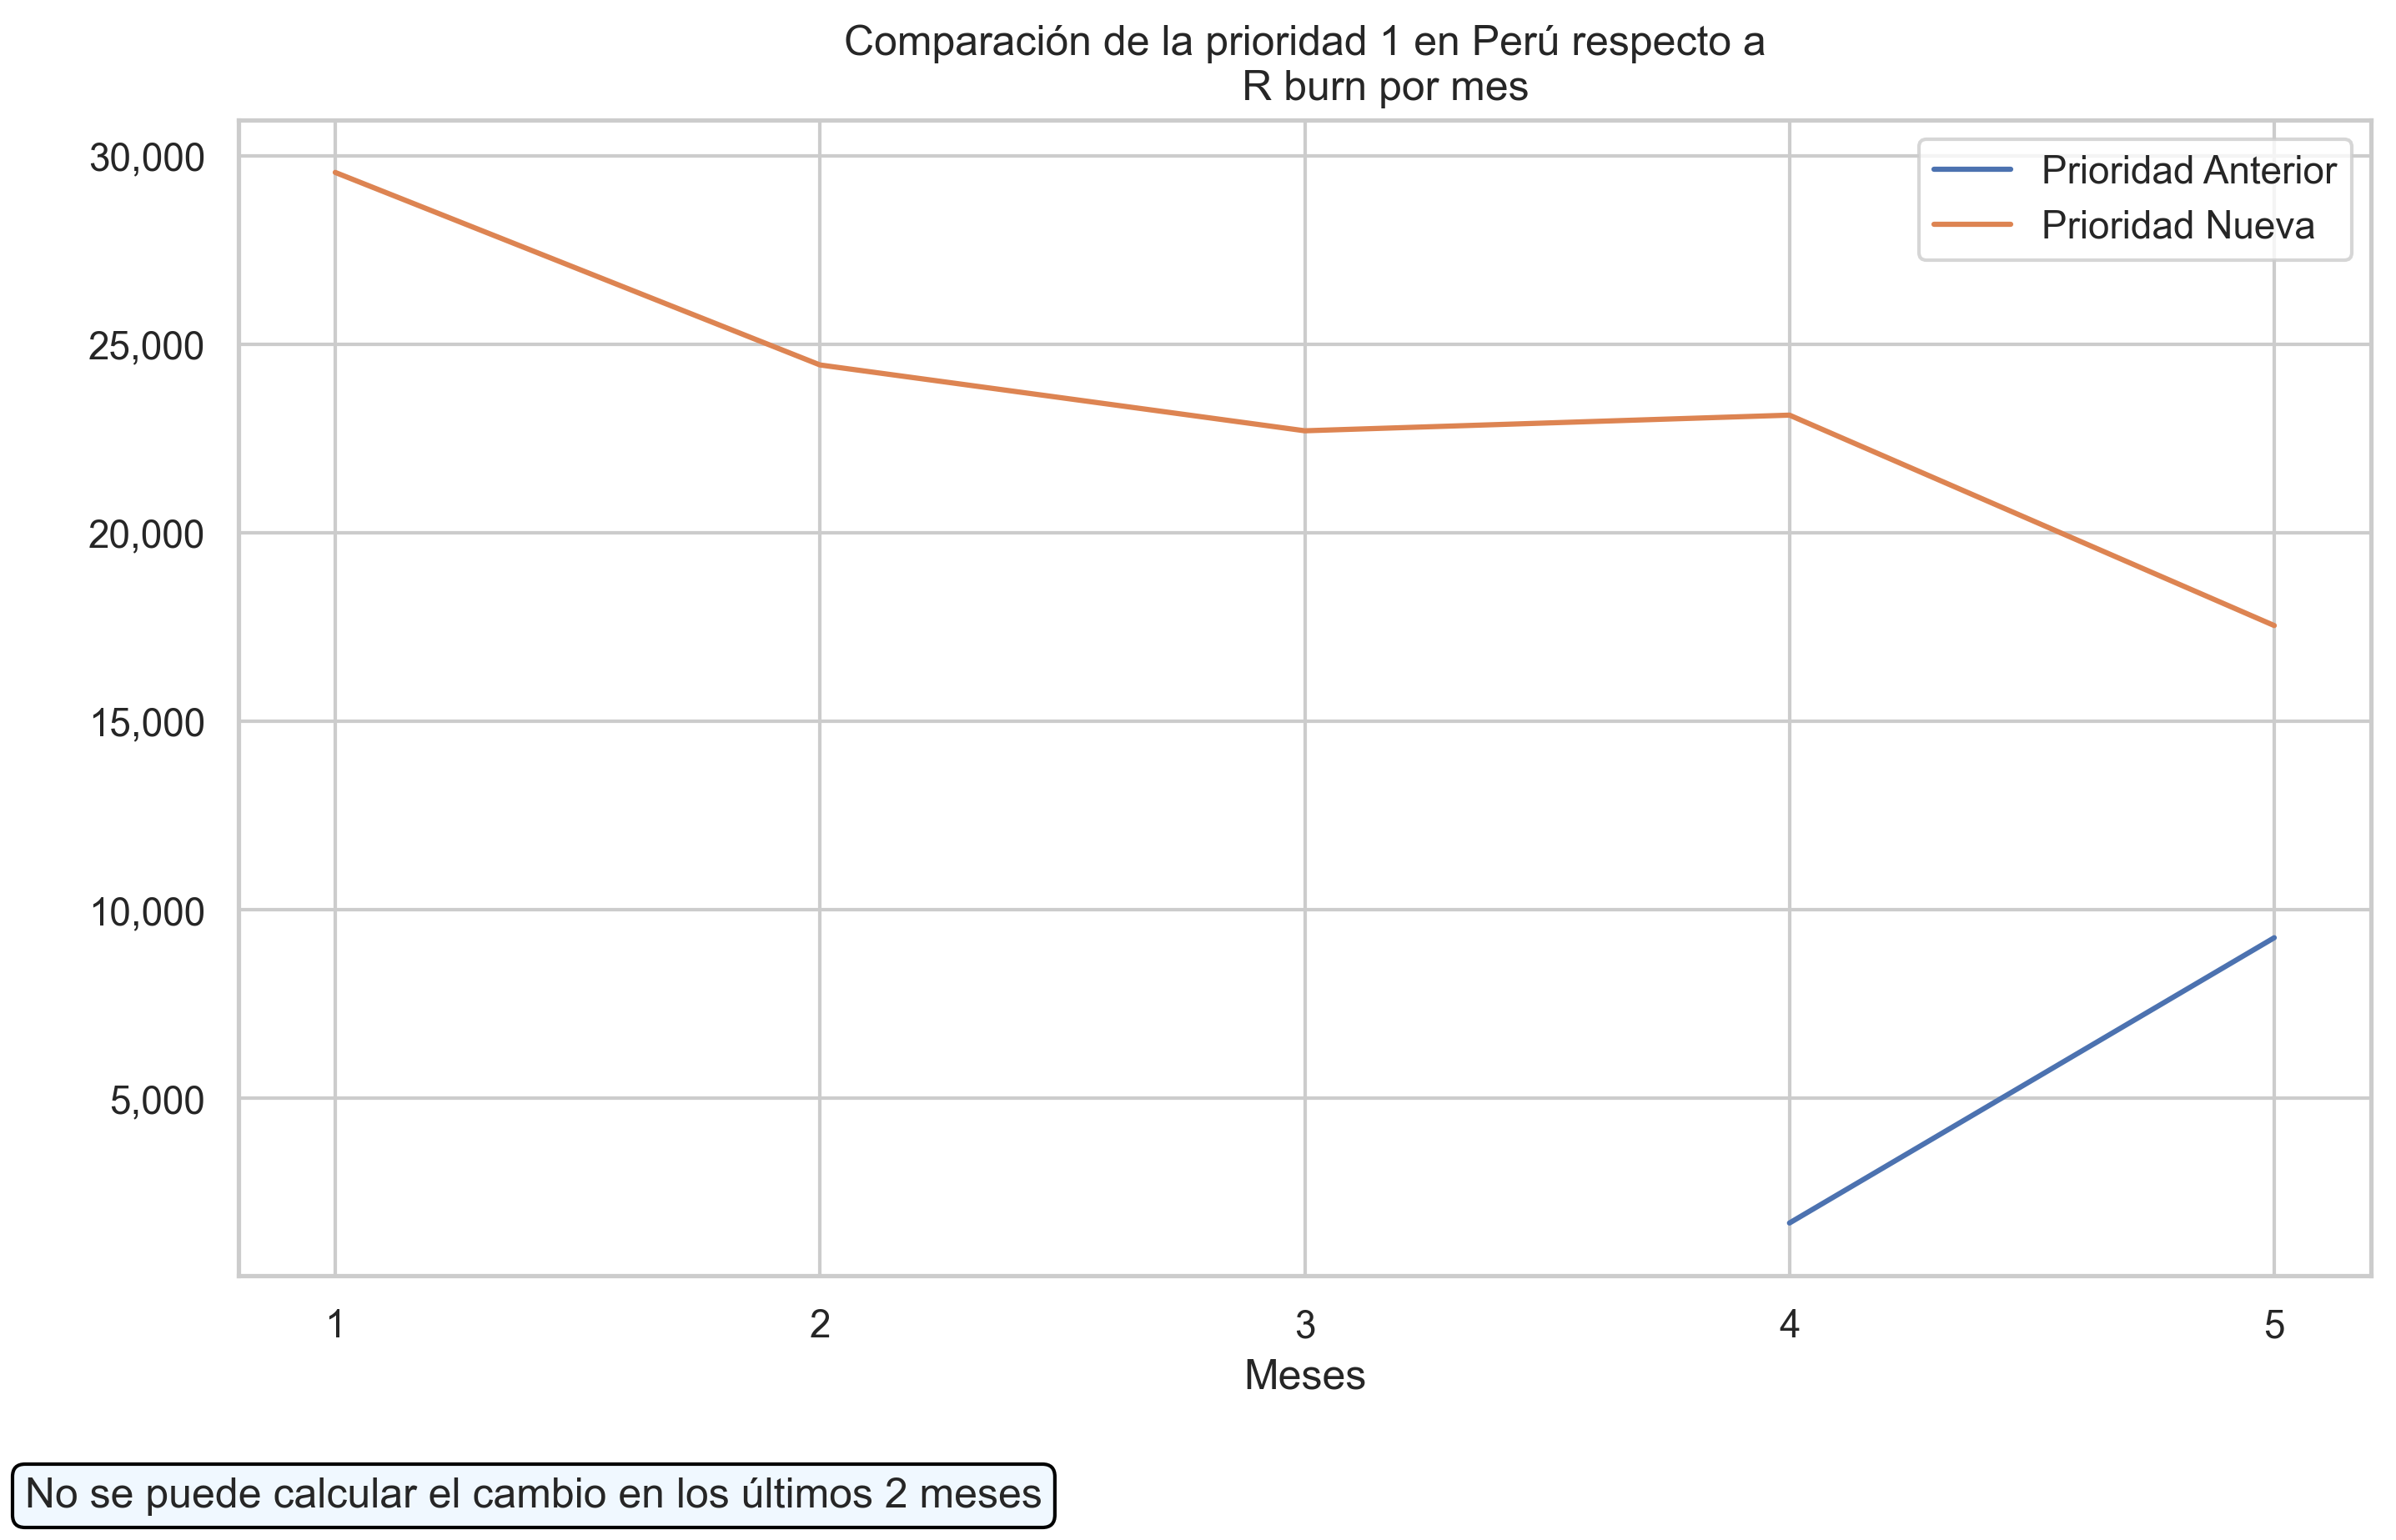 Comparación de la prioridad 1 en Perú respecto a
R burn por mes
30,000
25,000
20,000
15,000
10,000
5,000
Prioridad Anterior
Prioridad Nueva
1 2 3 4 5
Meses
No se puede calcular el cambio en los últimos 2 meses